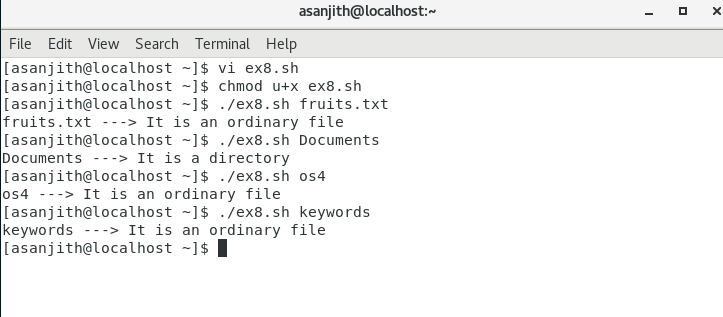 asanjith@localhost:~
File Edit View Search Terminal Help
[asanjith@localhost ~]$ vi ex8.sh
[asanjith@localhost ~]$ chmod u+x ex8.sh
[asanjith@localhost ~]$ ./ex8.sh fruits.txt
fruits.txt ---> It is an ordinary file
[asanjith@localhost ~]$ ./ex8.sh Documents
Documents ---> It is a directory
[asanjith@localhost ~]$ ./ex8.sh os4
os4 ---> It is an ordinary file
[asanjith@localhost ~]$ ./ex8.sh keywords
keywords ---> It is an ordinary file
[asanjith@localhost ~]$